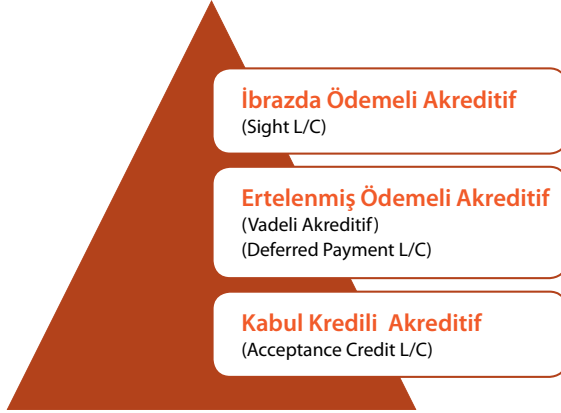 İbrazda Ödemeli Akreditif
(Sight L/C)
Ertelenmiş Ödemeli Akreditif
(Vadeli Akreditif)
(Deferred Payment L/C)
Kabul Kredili Akreditif
(Acceptance Credit L/C)